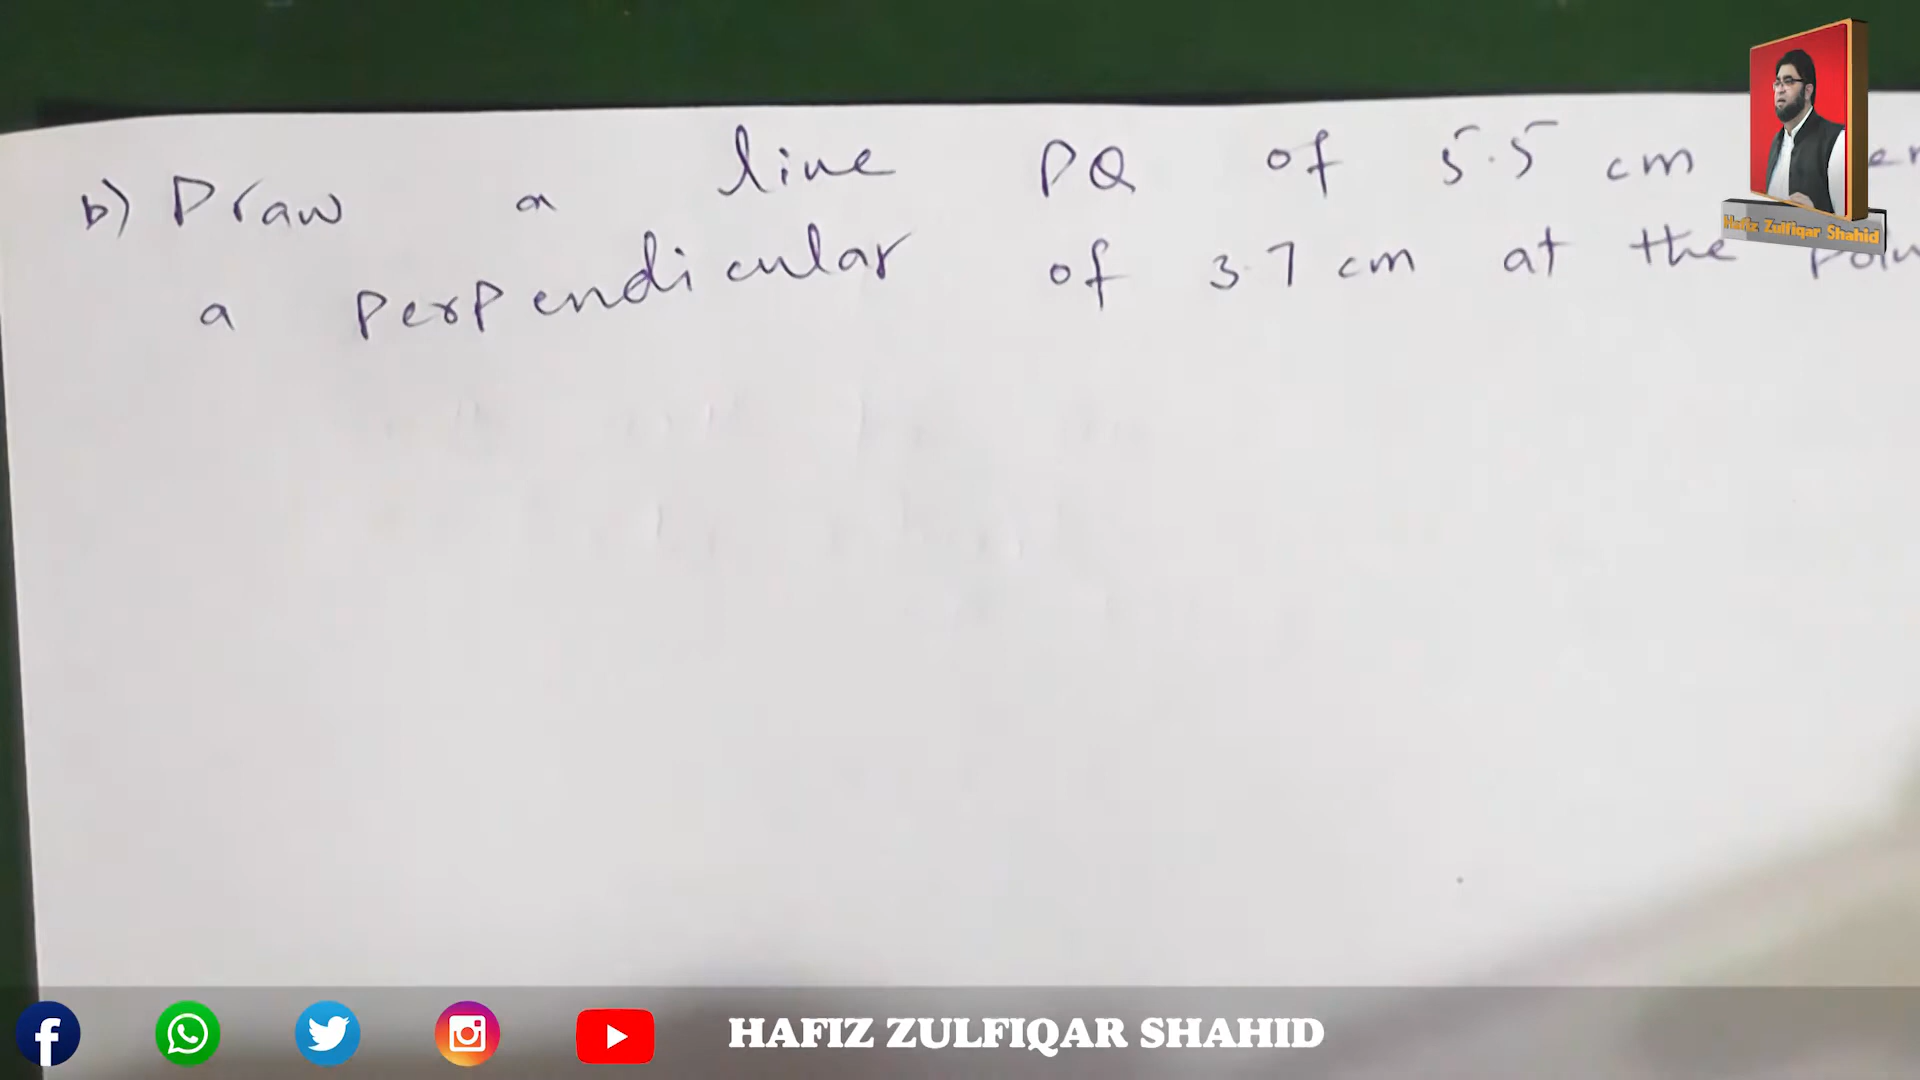 b) Draw a line PQ of 5.5 cm
a perpendicular of 3.7 cm at the
Hafiz Zulfiqar Shahid
HAFIZ ZULFIQAR SHAHID